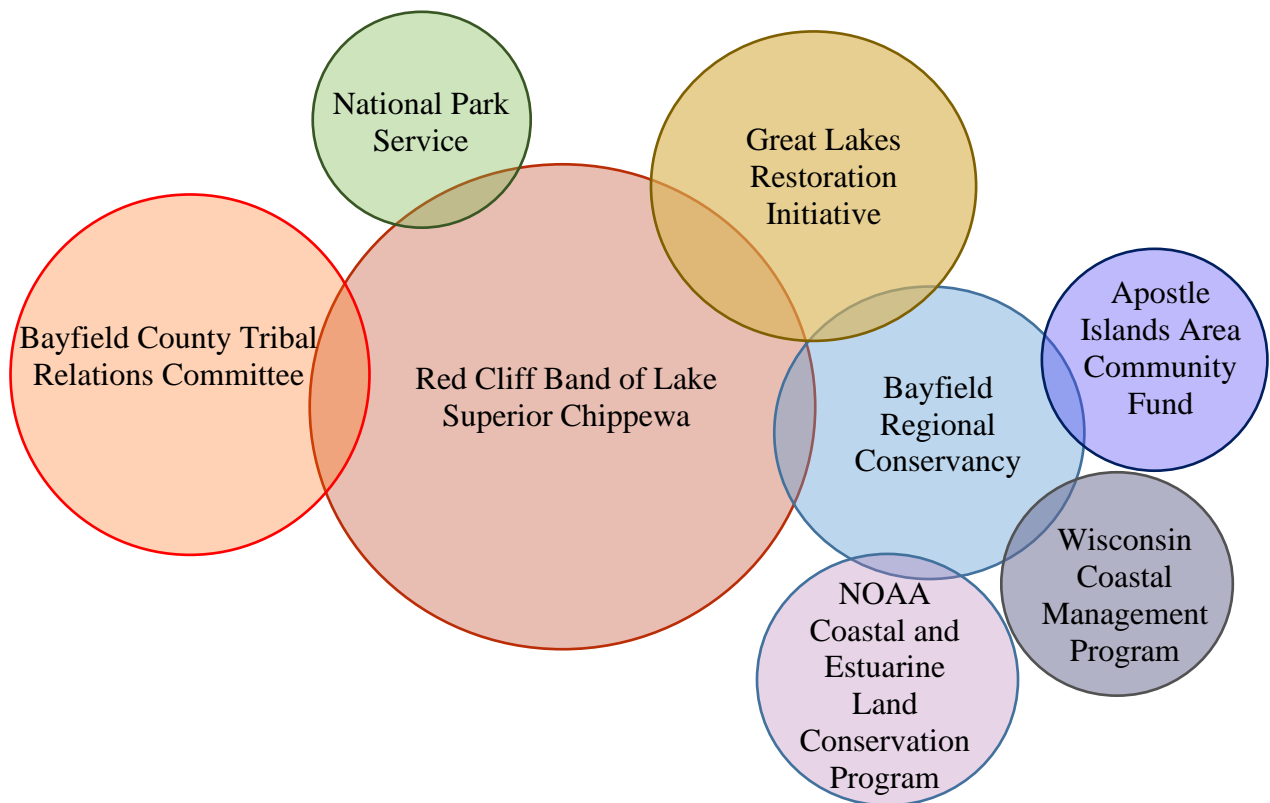 National Park
Service
Great Lakes
Restoration
Initiative
Bayfield County Tribal
Relations Committee
Red Cliff Band of Lake
Superior Chippewa
Bayfield
Regional
Conservancy
Apostle
Islands Area
Community
Fund
Wisconsin
Coastal
Management
Program
NOAA
Coastal and
Estuarine
Land
Conservation
Program